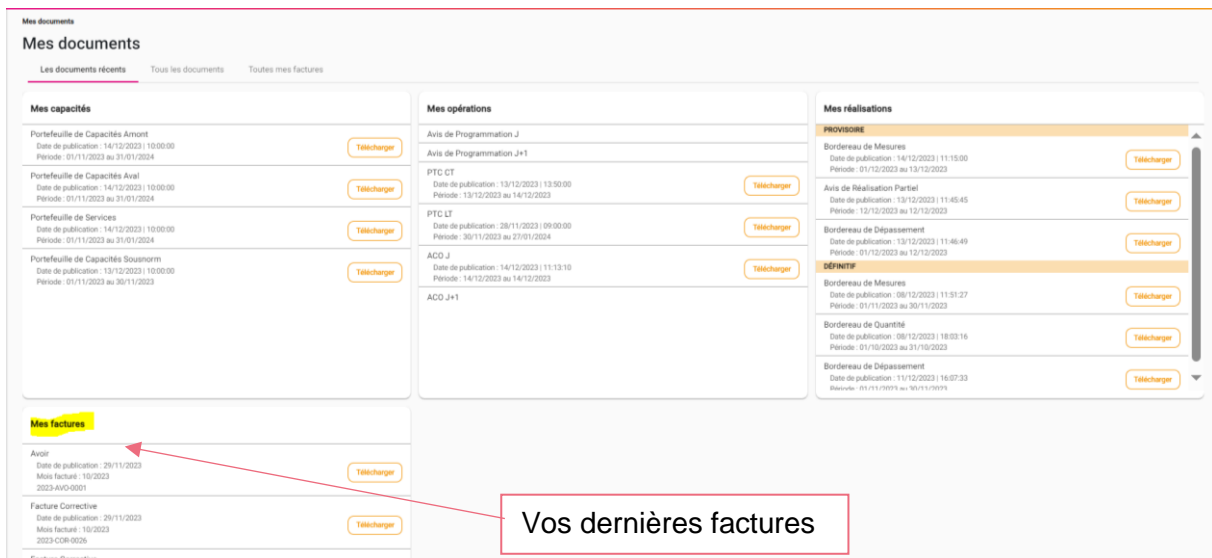 Mes documents
Mes documents
Les documents récents Tous les documents Toutes mes factures
Mes capacités
Portefeuille de Capacités Amont
Date de publication : 14/12/2023 | 10:00:00
Période : 01/11/2023 au 31/01/2024
Télécharger
Portefeuille de Capacités Aval
Date de publication : 14/12/2023 | 10:00:00
Période : 01/11/2023 au 31/01/2024
Télécharger
Portefeuille de Services
Date de publication : 14/12/2023 | 10:00:00
Période : 01/11/2023 au 31/01/2024
Télécharger
Portefeuille de Capacités Sousnorm
Date de publication : 13/12/2023 | 10:00:00
Période : 01/11/2023 au 30/11/2023
Télécharger
Mes opérations
Avis de Programmation J
Avis de Programmation J+1
PTC CT
Date de publication : 13/12/2023 | 13:50:00
Période : 13/12/2023 au 14/12/2023
Télécharger
PTC LT
Date de publication : 28/11/2023 | 09:00:00
Période : 30/11/2023 au 27/01/2024
Télécharger
ACO J
Date de publication : 14/12/2023 | 11:13:10
Période : 14/12/2023 au 14/12/2023
Télécharger
ACO J+1
Mes réalisations
PROVISOIRE
Bordereau de Mesures
Date de publication : 14/12/2023 | 11:15:00
Période : 01/12/2023 au 13/12/2023
Télécharger
Avis de Réalisation Partiel
Date de publication : 13/12/2023 | 11:45:45
Période : 12/12/2023 au 12/12/2023
Télécharger
Bordereau de Dépassement
Date de publication : 13/12/2023 | 11:46:49
Période : 01/12/2023 au 12/12/2023
Télécharger
DÉFINITIF
Bordereau de Mesures
Date de publication : 08/12/2023 | 11:51:27
Période : 01/11/2023 au 30/11/2023
Télécharger
Bordereau de Quantité
Date de publication : 08/12/2023 | 18:03:16
Période : 01/10/2023 au 31/10/2023
Télécharger
Bordereau de Dépassement
Date de publication : 11/12/2023 | 16:07:33
Période : 01/11/2023 au 30/11/2023
Télécharger
Mes factures
Avoir
Date de publication : 29/11/2023
Mois facturé : 10/2023
2023-AVO-0001
Télécharger
Facture Corrective
Date de publication : 29/11/2023
Mois facturé : 10/2023
2023-COR-0026
Télécharger
Facture Corrective
Vos dernières factures